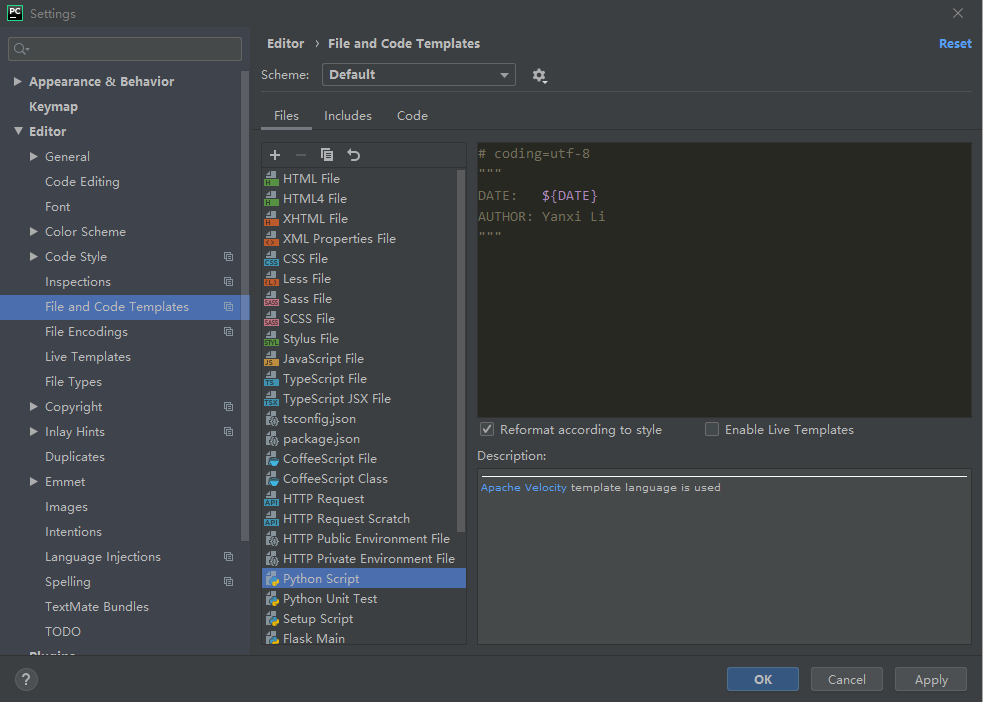 PC Settings
Editor › File and Code Templates
Reset
Scheme: Default
Appearance & Behavior
Keymap
Editor
General
Code Editing
Font
Color Scheme
Code Style
Inspections
File and Code Templates
File Encodings
Live Templates
File Types
Copyright
Inlay Hints
Duplicates
Emmet
Images
Intentions
Language Injections
Spelling
TextMate Bundles
TODO
Plugins
Files Includes Code
HTML File
HTML4 File
XHTML File
XML Properties File
CSS File
Less File
Sass File
SCSS File
Stylus File
JavaScript File
TypeScript File
TypeScript JSX File
tsconfig.json
package.json
CoffeeScript File
CoffeeScript Class
HTTP Request
HTTP Request Scratch
HTTP Public Environment File
HTTP Private Environment File
Python Script
Python Unit Test
Setup Script
Flask Main
# coding=utf-8
"""
DATE: ${DATE}
AUTHOR: Yanxi Li
"""
Reformat according to style
Enable Live Templates
Description:
Apache Velocity template language is used
?
OK
Cancel
Apply